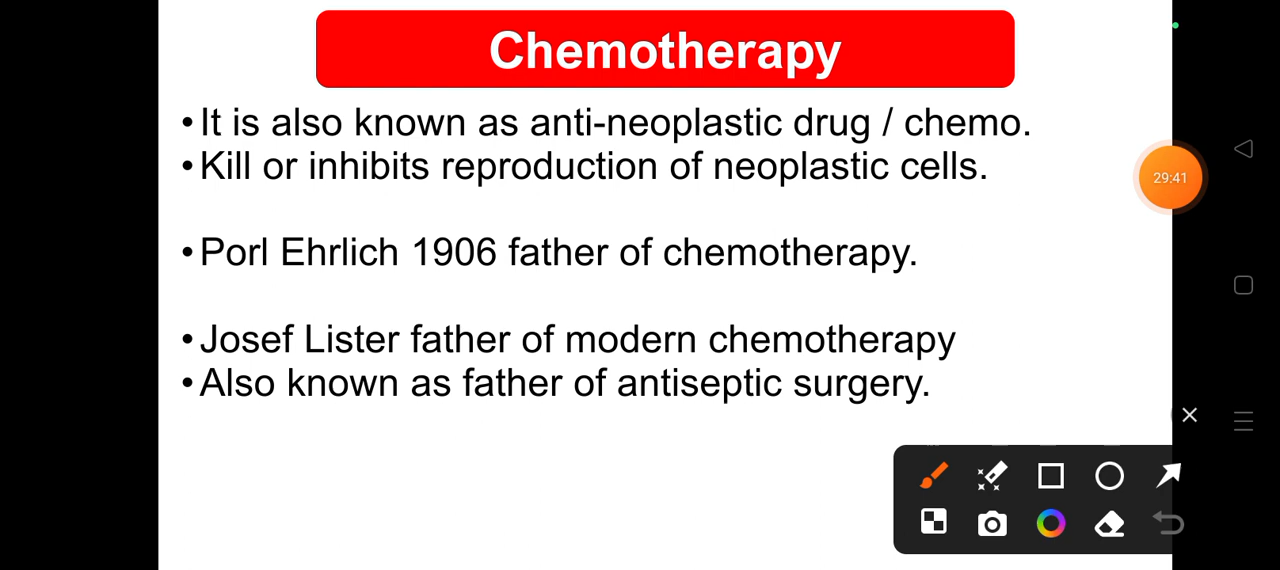 Chemotherapy
• It is also known as anti-neoplastic drug / chemo.
• Kill or inhibits reproduction of neoplastic cells.
• Porl Ehrlich 1906 father of chemotherapy.
• Josef Lister father of modern chemotherapy
• Also known as father of antiseptic surgery.
29:41